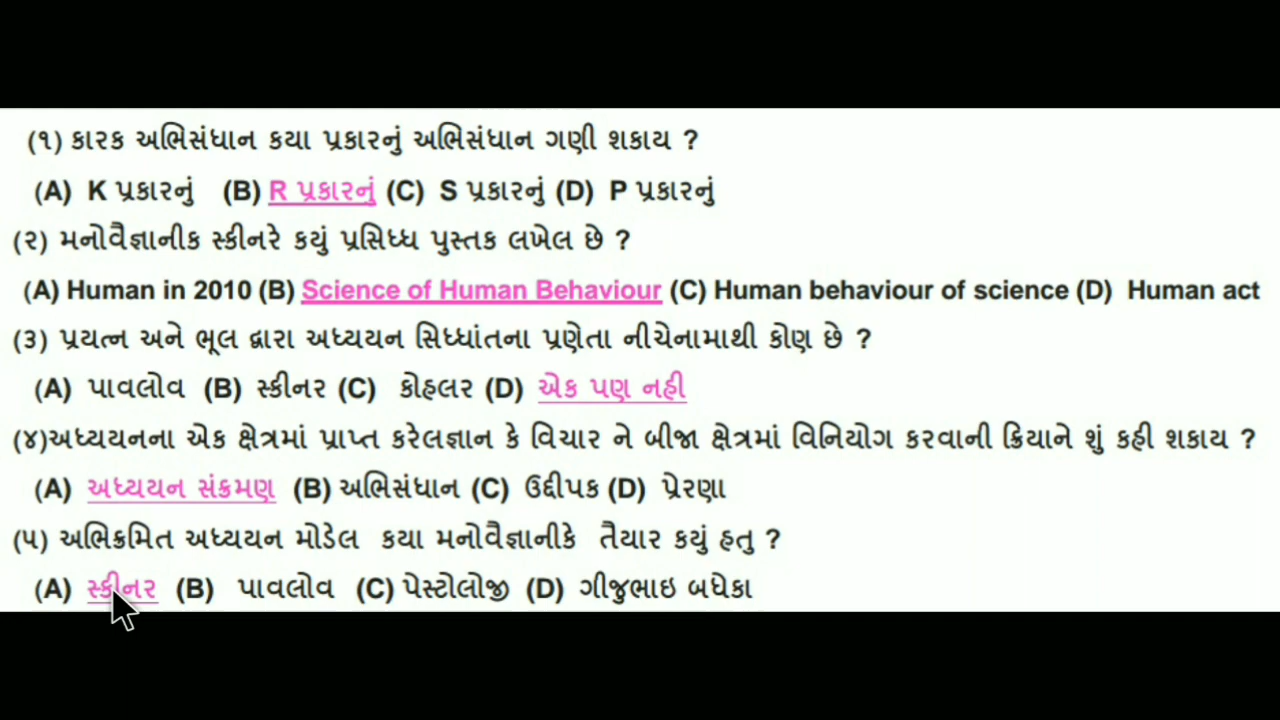 (૧) કારક અભિસંધાન કયા પ્રકારનું અભિસંધાન ગણી શકાય ?
(A) K પ્રકારનું (B) R પ્રકારનું (C) S પ્રકારનું (D) P પ્રકારનું
(૨) મનોવૈજ્ઞાનીક સ્કીનરે કયું પ્રસિધ્ધ પુસ્તક લખેલ છે ?
(A) Human in 2010 (B) Science of Human Behaviour (C) Human behaviour of science (D) Human act
(૩) પ્રયત્ન અને ભૂલ દ્વારા અધ્યયન સિધ્ધાંતના પ્રણેતા નીચેનામાથી કોણ છે ?
(A) પાવલોવ (B) સ્કીનર (C) કોહલર (D) એક પણ નહી
(૪)અધ્યયનના એક ક્ષેત્રમાં પ્રાપ્ત કરેલજ્ઞાન કે વિચાર ને બીજા ક્ષેત્રમાં વિનિયોગ કરવાની ક્રિયાને શું કહી શકાય ?
(A) અધ્યયન સંક્રમણ (B) અભિસંધાન (C) ઉદ્દીપક (D) પ્રેરણા
(૫) અભિક્રમિત અધ્યયન મોડેલ કયા મનોવૈજ્ઞાનીકે તૈયાર કયું હતુ ?
(A) સ્કીનર (B) પાવલોવ (C) પેસ્ટોલોજી (D) ગીજુભાઇ બધેકા